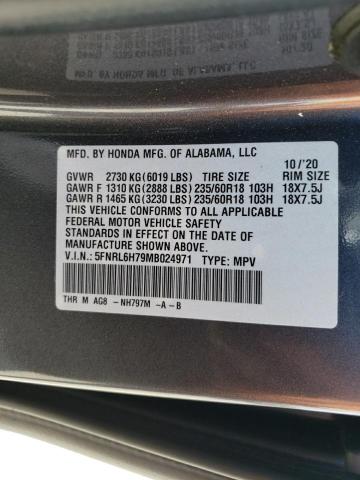 MFD. BY HONDA MFG. OF ALABAMA, LLC 10/'20
GVWR 2730 KG (6019 LBS) TIRE SIZE RIM SIZE
GAWR F 1310 KG (2888 LBS) 235/60R18 103H 18X7.5J
GAWR R 1465 KG (3230 LBS) 235/60R18 103H 18X7.5J
THIS VEHICLE CONFORMS TO ALL APPLICABLE
FEDERAL MOTOR VEHICLE SAFETY
STANDARDS IN EFFECT ON THE DATE OF
MANUFACTURE SHOWN ABOVE.
V.I.N.: 5FNRL6H79MB024971 TYPE: MPV
THR M AG8 - NH797M - A - B